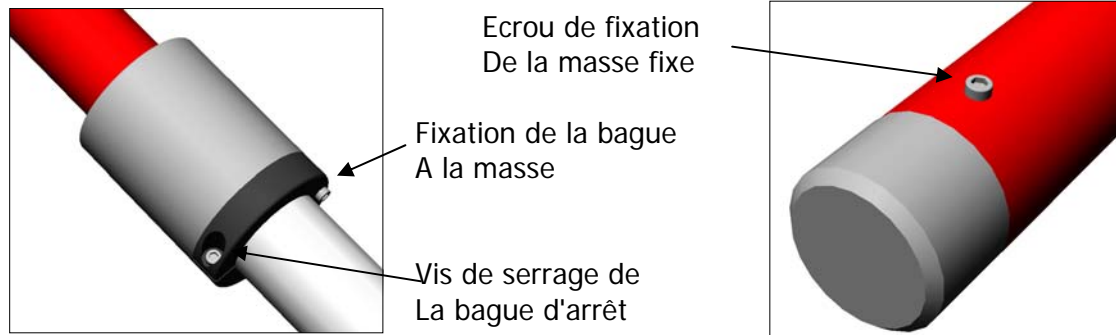 Ecrou de fixation
De la masse fixe
Fixation de la bague
A la masse
Vis de serrage de
La bague d'arrêt